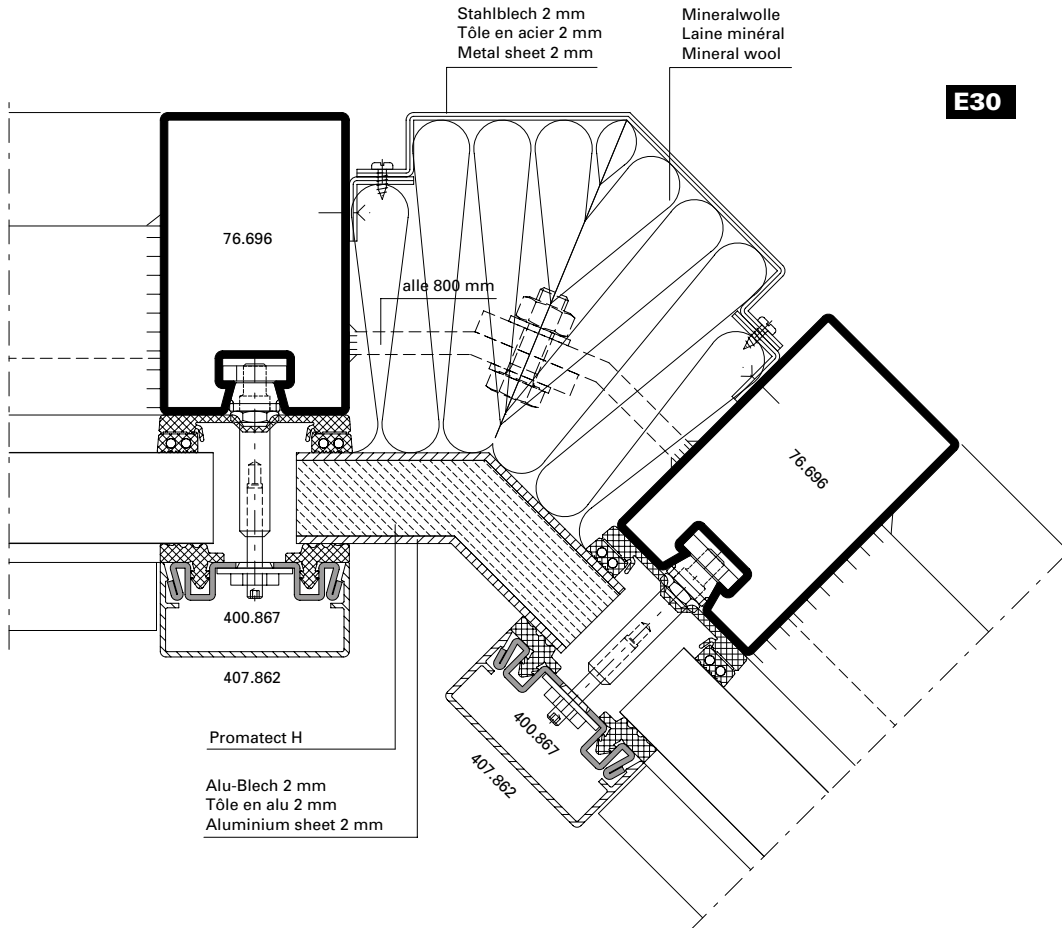 Stahlblech 2 mm
Tôle en acier 2 mm
Metal sheet 2 mm
Mineralwolle
Laine minéral
Mineral wool
E30
76.696
alle 800 mm
76.696
400.867
407.862
400.867
407.862
Promatect H
Alu-Blech 2 mm
Tôle en alu 2 mm
Aluminium sheet 2 mm